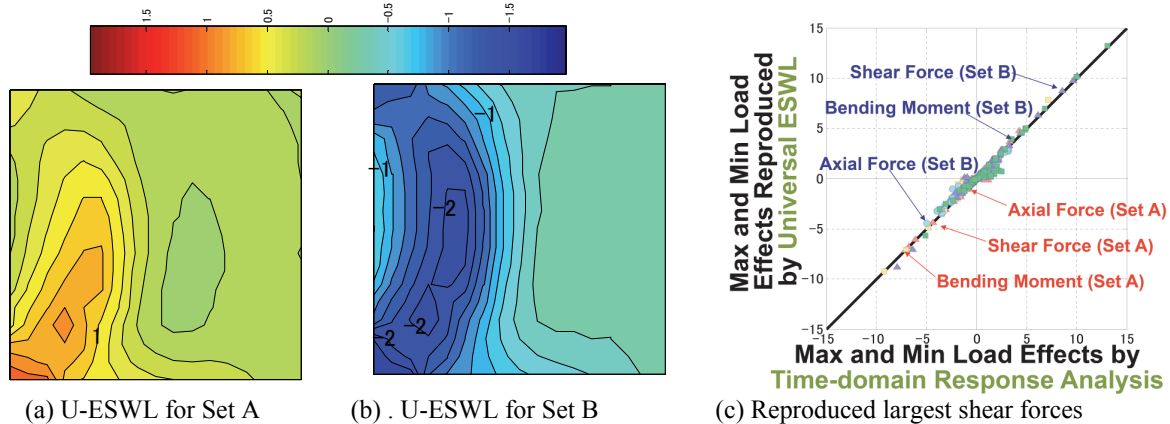 1.5 1 0.5 0 -0.5 -1 -1.5
1
-1
-1
-2
-2
-2
(a) U-ESWL for Set A
(b) . U-ESWL for Set B
Max and Min Load
Effects Reproduced
by Universal ESWL
15
10
5
0
-5
-10
-15
Shear Force (Set B)
Bending Moment (Set B)
Axial Force (Set B)
Axial Force (Set A)
Shear Force (Set A)
Bending Moment (Set A)
-15 -10 -5 0 5 10 15
Max and Min Load Effects by
Time-domain Response Analysis
(c) Reproduced largest shear forces